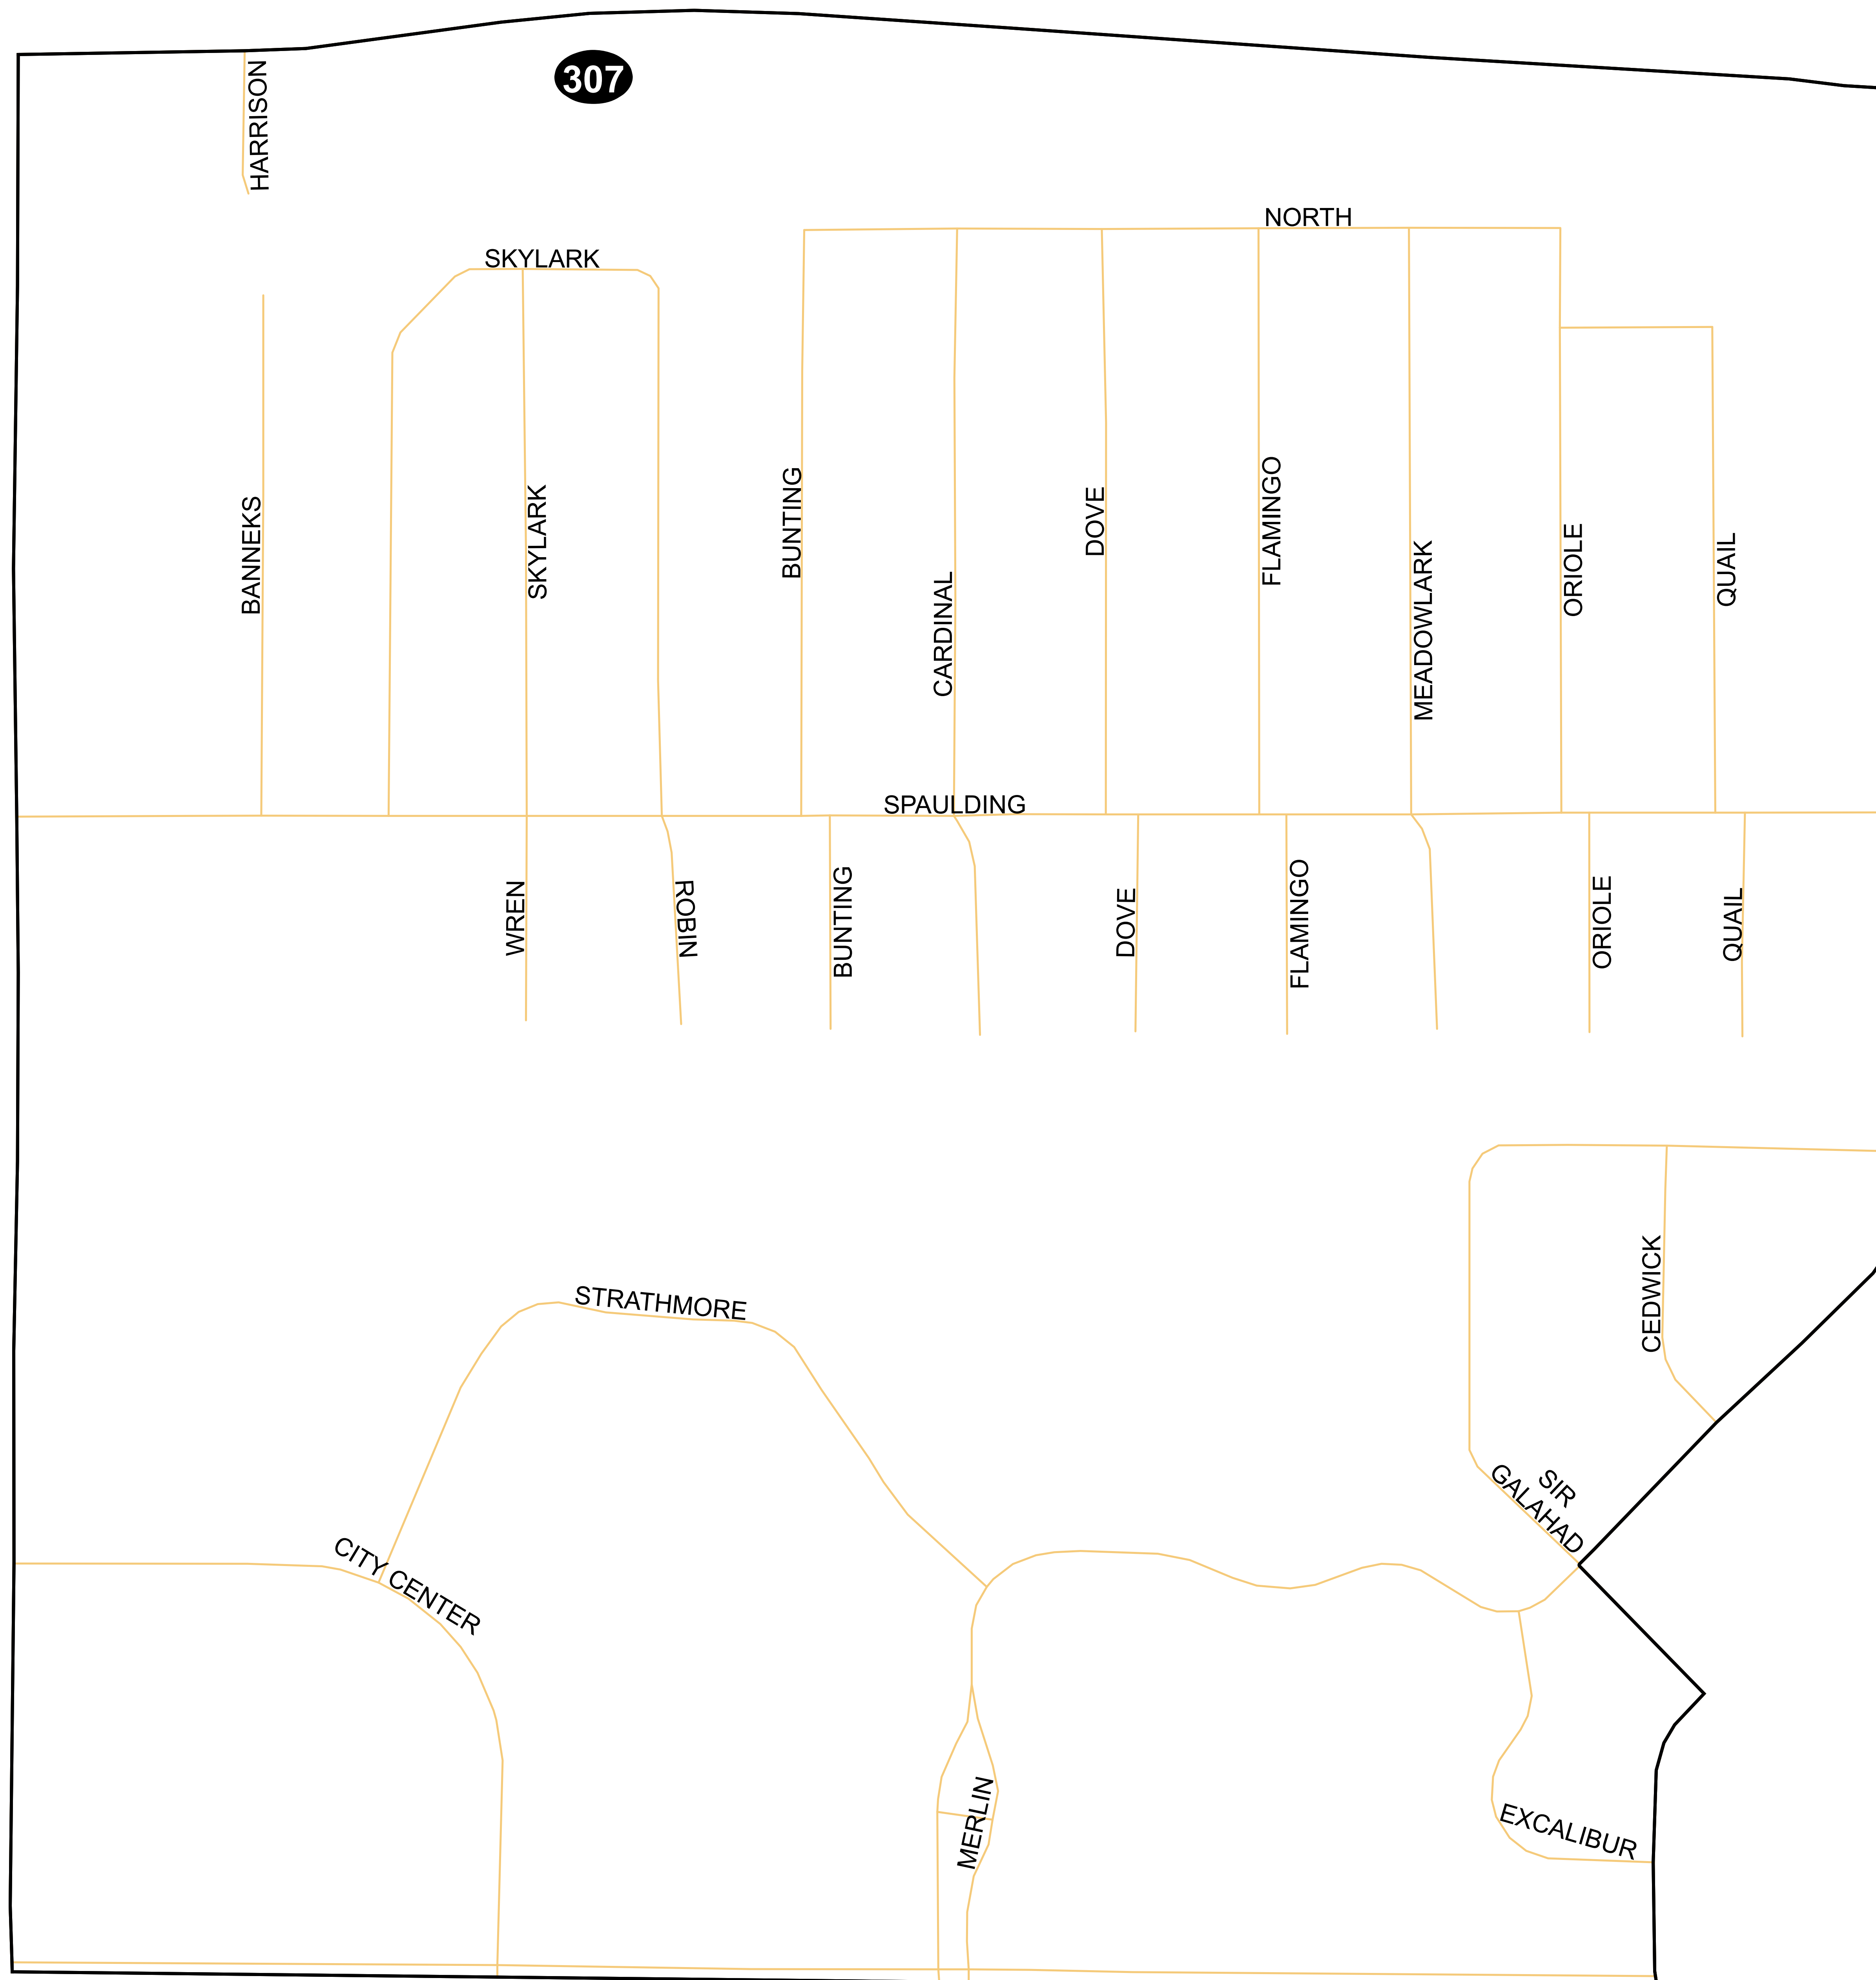 307
HARRISON
NORTH
SKYLARK
BANNEKS
SKYLARK
BUNTING
CARDINAL
DOVE
FLAMINGO
MEADOWLARK
ORIOLE
QUAIL
SPAULDING
WREN
ROBIN
BUNTING
DOVE
FLAMINGO
ORIOLE
QUAIL
CEDWICK
STRATHMORE
SIR
GALAHAD
CITY CENTER
MERLIN
EXCALIBUR